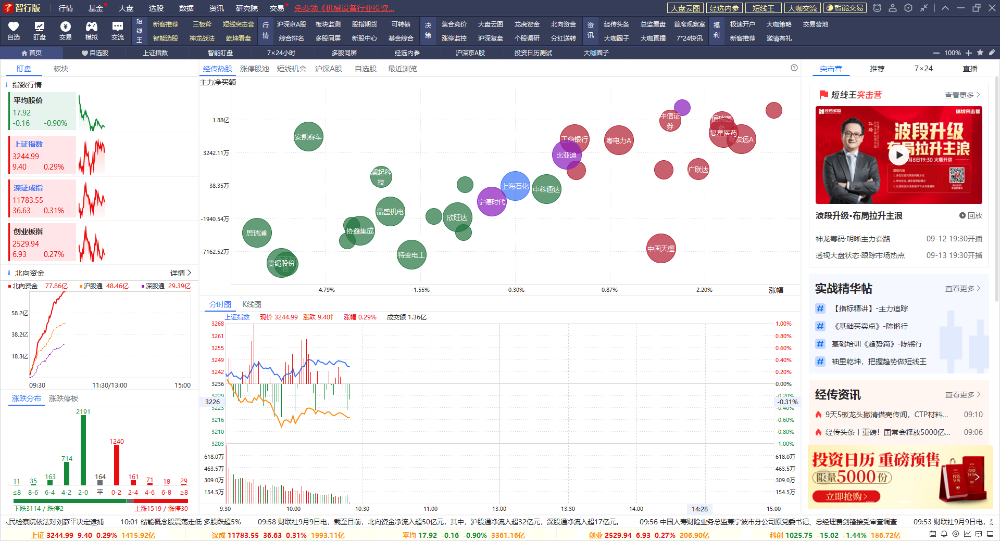 智行版 行情 基金 大盘 选股 数据 资讯 研究院 交易 免费领《机械设备行业投资... 大盘云图 经选内参 短线王 大咖交流 智能交易
自选 盯盘 交易 模拟 交流
短线王 新客推荐 三板斧 短线突击营 行情 沪深京A股 板块监测 股指期货 可转债 决策 集合竞价 大盘云图 龙虎资金 北向资金 资讯 经传头条 总监看盘 首席观察室 福利 极速开户 大咖策略 交易营地
智能选股 神龙战法 乾坤看盘 综合排名 多股同屏 新股中心 基金综合 涨停监控 沪深复盘 个股调研 分红送转 大咖圈子 大咖直播 7*24快讯 新客推荐 邀请有礼
首页 自选股 上证指数 智能盯盘 7×24小时 多股同屏 经选内参 沪深京A股 投资日历测试 大咖圈子 100%
盯盘 板块
指数行情
平均股价
17.92
-0.16 -0.90%
上证指数
3244.99
9.40 0.29%
深证成指
11783.55
36.63 0.31%
创业板指
2529.94
6.93 0.27%
北向资金 详情
北向资金 77.86亿 沪股通 48.46亿 深股通 29.39亿
58.2亿
38.2亿
18.3亿
09:30 11:30/13:00 15:00
涨跌分布 涨跌停板
2191
1240
714
11 35 163 164 161 71 18 29
≤8 8-6 6-4 4-2 2-0 平 0-2 2-4 4-6 6-8 ≥8
下跌3114 / 跌停2 上涨1519 / 涨停30
经传热股 涨停股池 短线机会 沪深A股 自选股 最近浏览
主力净买额
1.88亿
3242.11万
38.35万
-1940.54万
-7162.52万
安凯客车
澜起科技
晶盛机电
思瑞浦
协鑫集成
贵绳股份
特变电工
欣旺达
宁德时代
上海石化
中科通达
工商银行
比亚迪
粤电力A
中信证券
恒瑞医药
复星医药
粤宏远A
广联达
中国天楹
-4.79% -1.55% -0.30% 0.87% 2.20% 涨幅
分时图 K线图
上证指数 现价 3244.99 涨跌 9.40↑ 涨幅 0.29% 成交额 1.36亿
3268 1.00%
3261 0.80%
3255 0.60%
3249 0.40%
3242 0.20%
3236 0.00%
3229 -0.20%
3226 -0.31%
3223 -0.40%
3216 -0.60%
3210 -0.80%
3203 -1.00%
618.0万 618.0万
463.5万 463.5万
309.0万 309.0万
154.5万 154.5万
9:30 10:00 10:30 11:00 13:00 13:30 14:00 14:28 15:00
突击营 推荐 7×24 直播
短线王突击营 查看更多
经传多赢 短线突击营
波段升级
布局拉升主浪
月8日19:30 火爆开讲
课程内容
波段升级•布局拉升主浪 回放
神龙筹码·明晰主力套路 09-12 19:30开播
透视大盘状态·跟踪市场热点 09-13 19:30开播
实战精华帖 查看更多
# 【指标精讲】-主力追踪
# 《基础买卖点》-陈锵行
# 基础培训《趋势篇》-陈锵行
# 袖里乾坤，把握趋势做短线王
经传资讯 查看更多
9天5板龙头撇清借壳传闻，CTP材料... 09:10
经传头条丨重磅！国常会释放5000亿... 09:06
投资日历 重磅预售
限量5000份
立即抢购>
人民检察院依法对刘彦平决定逮捕 10:01 储能概念股震荡走低 多股跌超5% 09:58 财联社9月9日电，截至目前，北向资金净流入超50亿元，其中，沪股通净流入超32亿元，深股通净流入超17亿元。 09:56 中国人寿财险业务总监兼宁波市分公司原党委书记、总经理费剑锋接受审查调查 09:53 财联社9月9日电，
上证 3244.99 9.40 0.29% 1415.92亿 深成 11783.55 36.63 0.31% 1993.11亿 平均 17.92 -0.16 -0.90% 3361.16亿 创业 2529.94 6.93 0.27% 206.90亿 科创 1025.75 -15.02 -1.44% 186.72亿